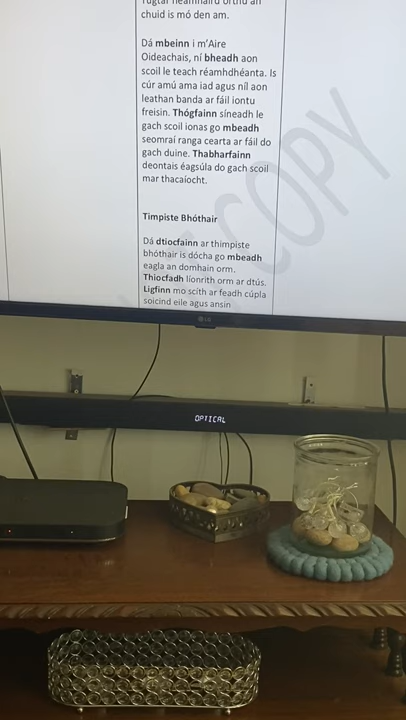 chuid is mó den am.
Dá mbeinn i m'Aire
Oideachais, ní bheadh aon
scoil le teach réamhdhéanta. Is
cúr amú ama iad agus níl aon
leathan banda ar fáil iontu
freisin. Thógfainn síneadh le
gach scoil ionas go mbeadh
seomraí ranga cearta ar fáil do
gach duine. Thabharfainn
deontais éagsúla do gach scoil
mar thacaíocht.
Timpiste Bhóthair
Dá dtiocfainn ar thimpiste
bhóthair is dócha go mbeadh
eagla an domhain orm.
Thiocfadh líonrith orm ar dtús.
Ligfinn mo scíth ar feadh cúpla
soicind eile agus ansin
COPY
LG
OPTICAL